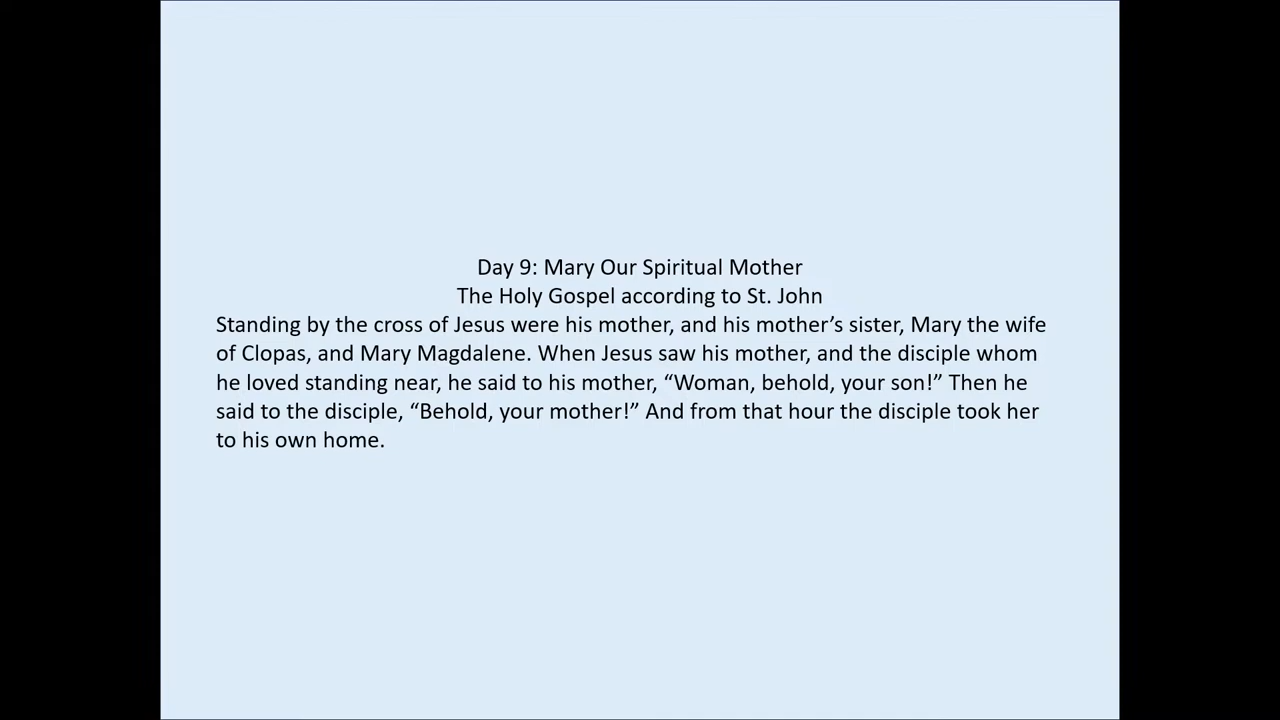 Day 9: Mary Our Spiritual Mother
The Holy Gospel according to St. John
Standing by the cross of Jesus were his mother, and his mother’s sister, Mary the wife
of Clopas, and Mary Magdalene. When Jesus saw his mother, and the disciple whom
he loved standing near, he said to his mother, “Woman, behold, your son!” Then he
said to the disciple, “Behold, your mother!” And from that hour the disciple took her
to his own home.